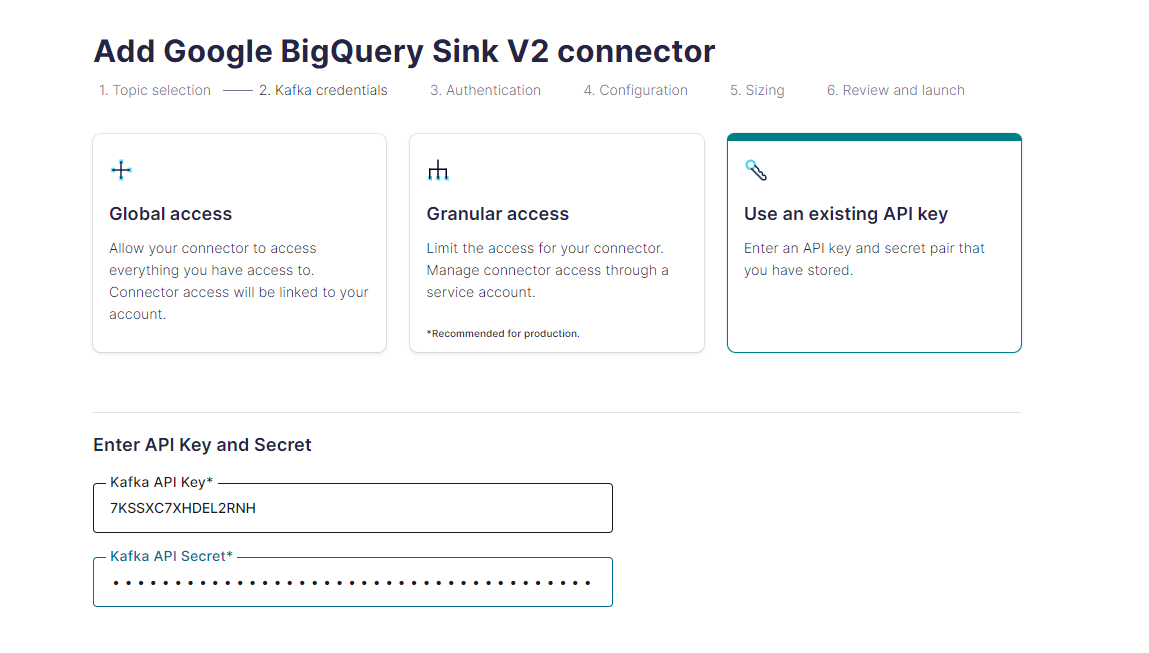 Add Google BigQuery Sink V2 connector
1. Topic selection
2. Kafka credentials
3. Authentication
4. Configuration
5. Sizing
6. Review and launch
Global access
Allow your connector to access
everything you have access to.
Connector access will be linked to your
account.
Granular access
Limit the access for your connector.
Manage connector access through a
service account.
*Recommended for production.
Use an existing API key
Enter an API key and secret pair that
you have stored.
Enter API Key and Secret
Kafka API Key*
7KSSXC7XHDEL2RNH
Kafka API Secret*